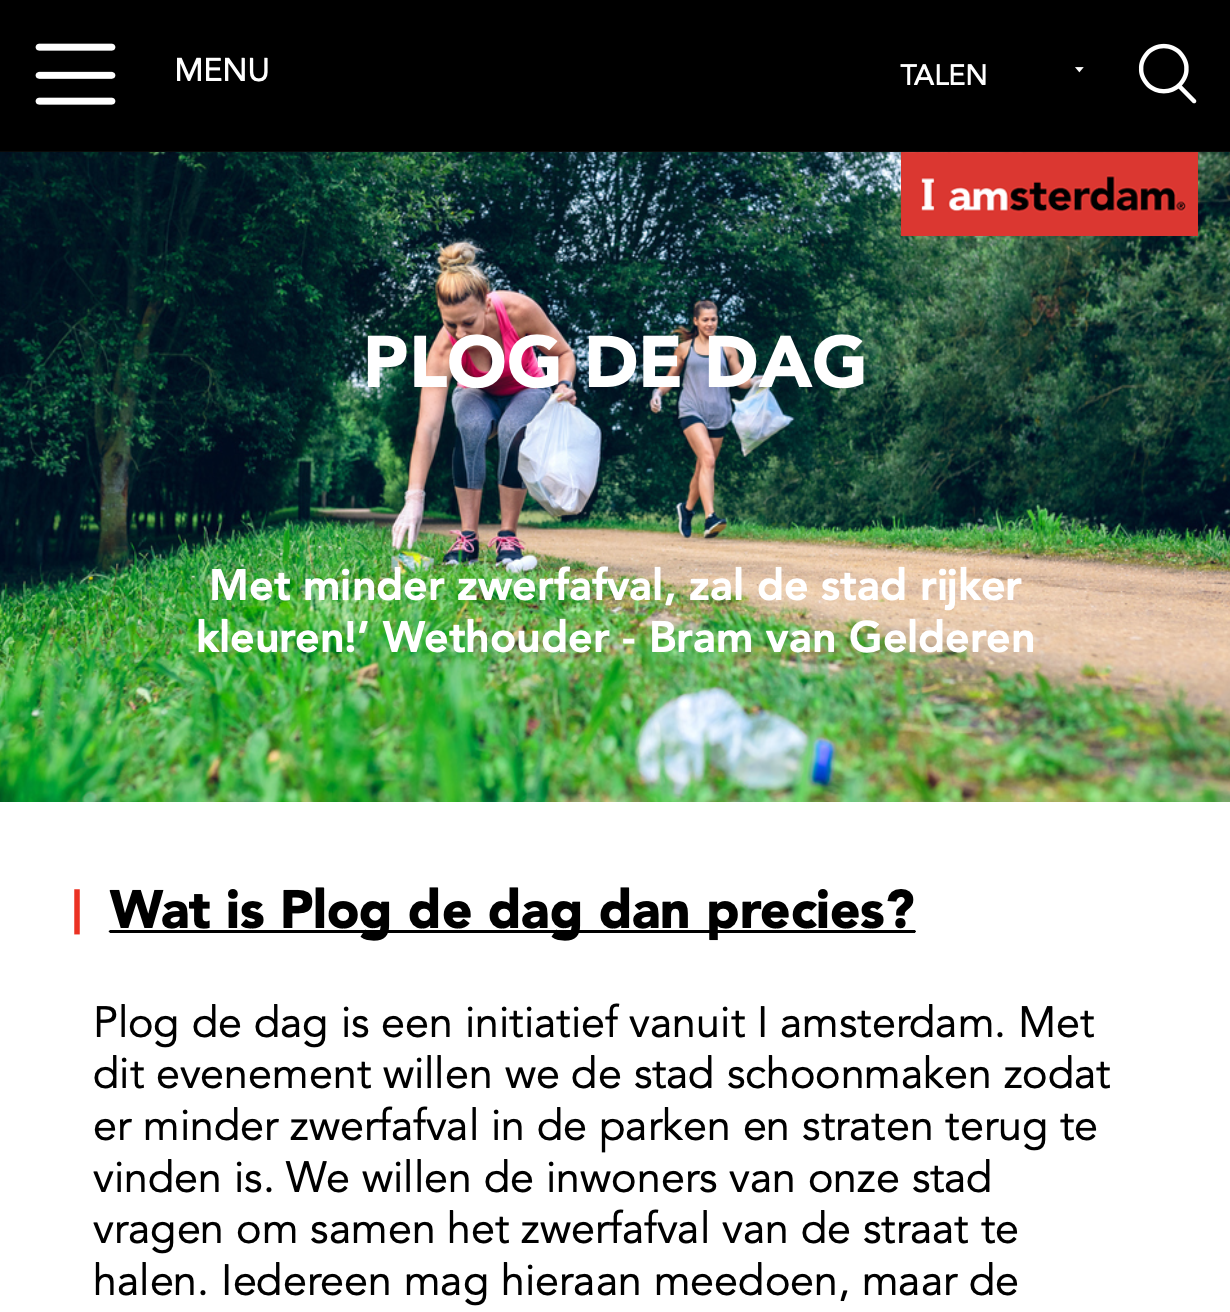 MENU
TALEN
I amsterdam®
PLOG DE DAG
Met minder zwerfafval, zal de stad rijker
kleuren!’ Wethouder - Bram van Gelderen
Wat is Plog de dag dan precies?
Plog de dag is een initiatief vanuit I amsterdam. Met
dit evenement willen we de stad schoonmaken zodat
er minder zwerfafval in de parken en straten terug te
vinden is. We willen de inwoners van onze stad
vragen om samen het zwerfafval van de straat te
halen. Iedereen mag hieraan meedoen, maar de